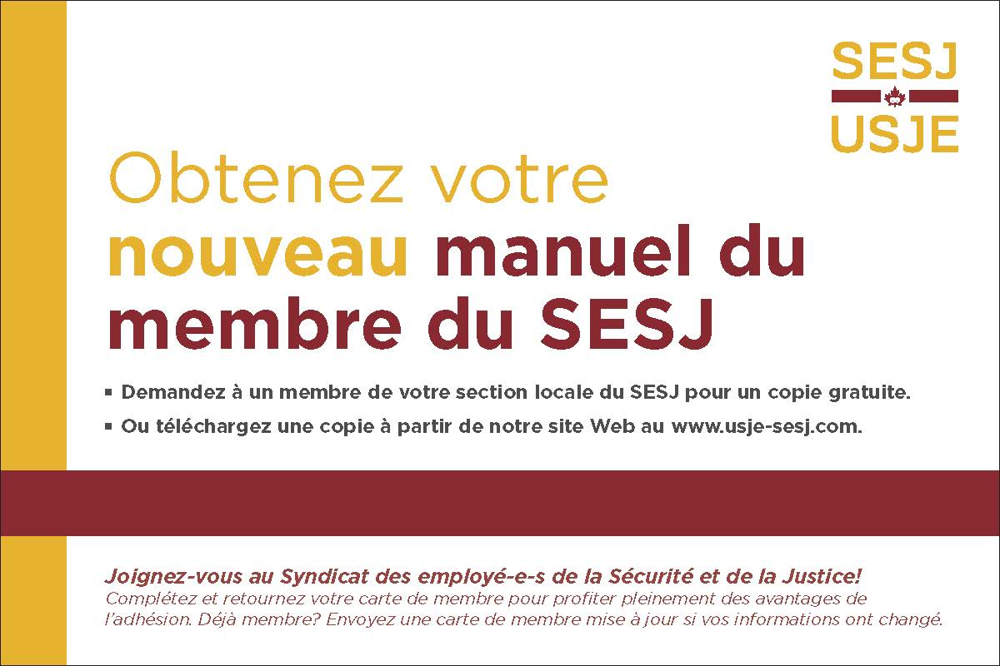 SESJ
USJE
Obtenez votre
nouveau manuel du
membre du SESJ
▪ Demandez à un membre de votre section locale du SESJ pour un copie gratuite.
▪ Ou téléchargez une copie à partir de notre site Web au www.usje-sesj.com.
Joignez-vous au Syndicat des employé-e-s de la Sécurité et de la Justice!
Complétez et retournez votre carte de membre pour profiter pleinement des avantages de
l'adhésion. Déjà membre? Envoyez une carte de membre mise à jour si vos informations ont changé.